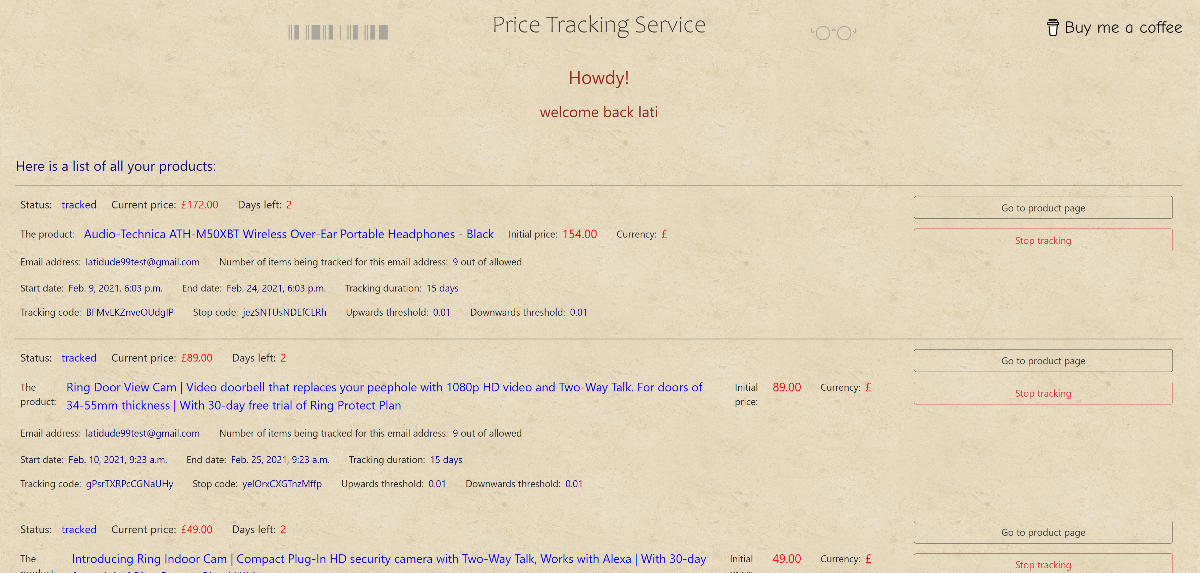 Price Tracking Service
Buy me a coffee
Howdy!
welcome back lati
Here is a list of all your products:
Status: tracked Current price: £172.00 Days left: 2
Go to product page
The product: Audio-Technica ATH-M50XBT Wireless Over-Ear Portable Headphones - Black Initial price: 154.00 Currency: £
Stop tracking
Email address: latidude99test@gmail.com Number of items being tracked for this email address: 9 out of allowed
Start date: Feb. 9, 2021, 6:03 p.m. End date: Feb. 24, 2021, 6:03 p.m. Tracking duration: 15 days
Tracking code: BFMvLKZnveOUdgIP Stop code: jezSNTUsNDEfCLRh Upwards threshold: 0.01 Downwards threshold: 0.01
Status: tracked Current price: £89.00 Days left: 2
Go to product page
The product: Ring Door View Cam | Video doorbell that replaces your peephole with 1080p HD video and Two-Way Talk. For doors of
34-55mm thickness | With 30-day free trial of Ring Protect Plan
Initial price: 89.00 Currency: £
Stop tracking
Email address: latidude99test@gmail.com Number of items being tracked for this email address: 9 out of allowed
Start date: Feb. 10, 2021, 9:23 a.m. End date: Feb. 25, 2021, 9:23 a.m. Tracking duration: 15 days
Tracking code: gPsrTXRPcCGNaUHy Stop code: yelOrxCXGTnzMffp Upwards threshold: 0.01 Downwards threshold: 0.01
Status: tracked Current price: £49.00 Days left: 2
Go to product page
The Introducing Ring Indoor Cam | Compact Plug-In HD security camera with Two-Way Talk, Works with Alexa | With 30-day
Initial 49.00 Currency: £
Stop tracking